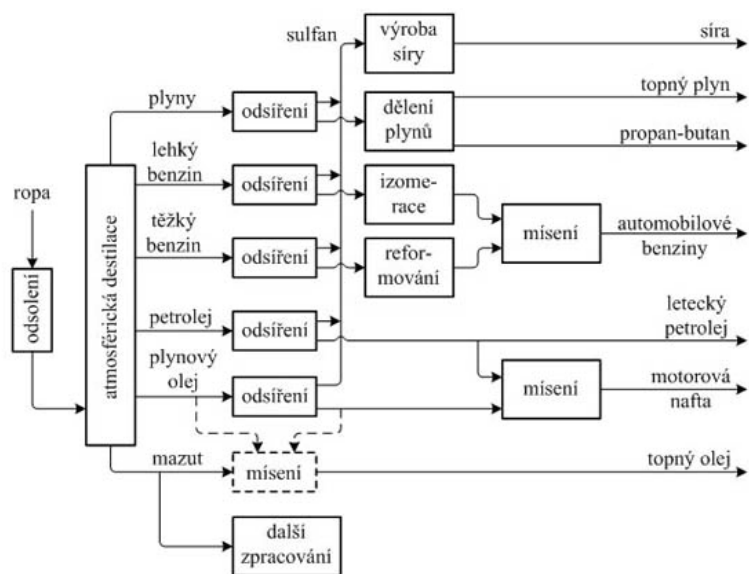 sulfan
výroba
síry
síra
plyny
odsíření
dělení
plynů
topný plyn
propan-butan
lehký
benzin
odsíření
izome-
race
ropa
těžký
benzin
odsíření
refor-
mování
mísení
automobilové
benziny
odsolení
atmosférická destilace
petrolej
odsíření
letecký
petrolej
plynový
olej
odsíření
mísení
motorová
nafta
mazut
mísení
topný olej
další
zpracování